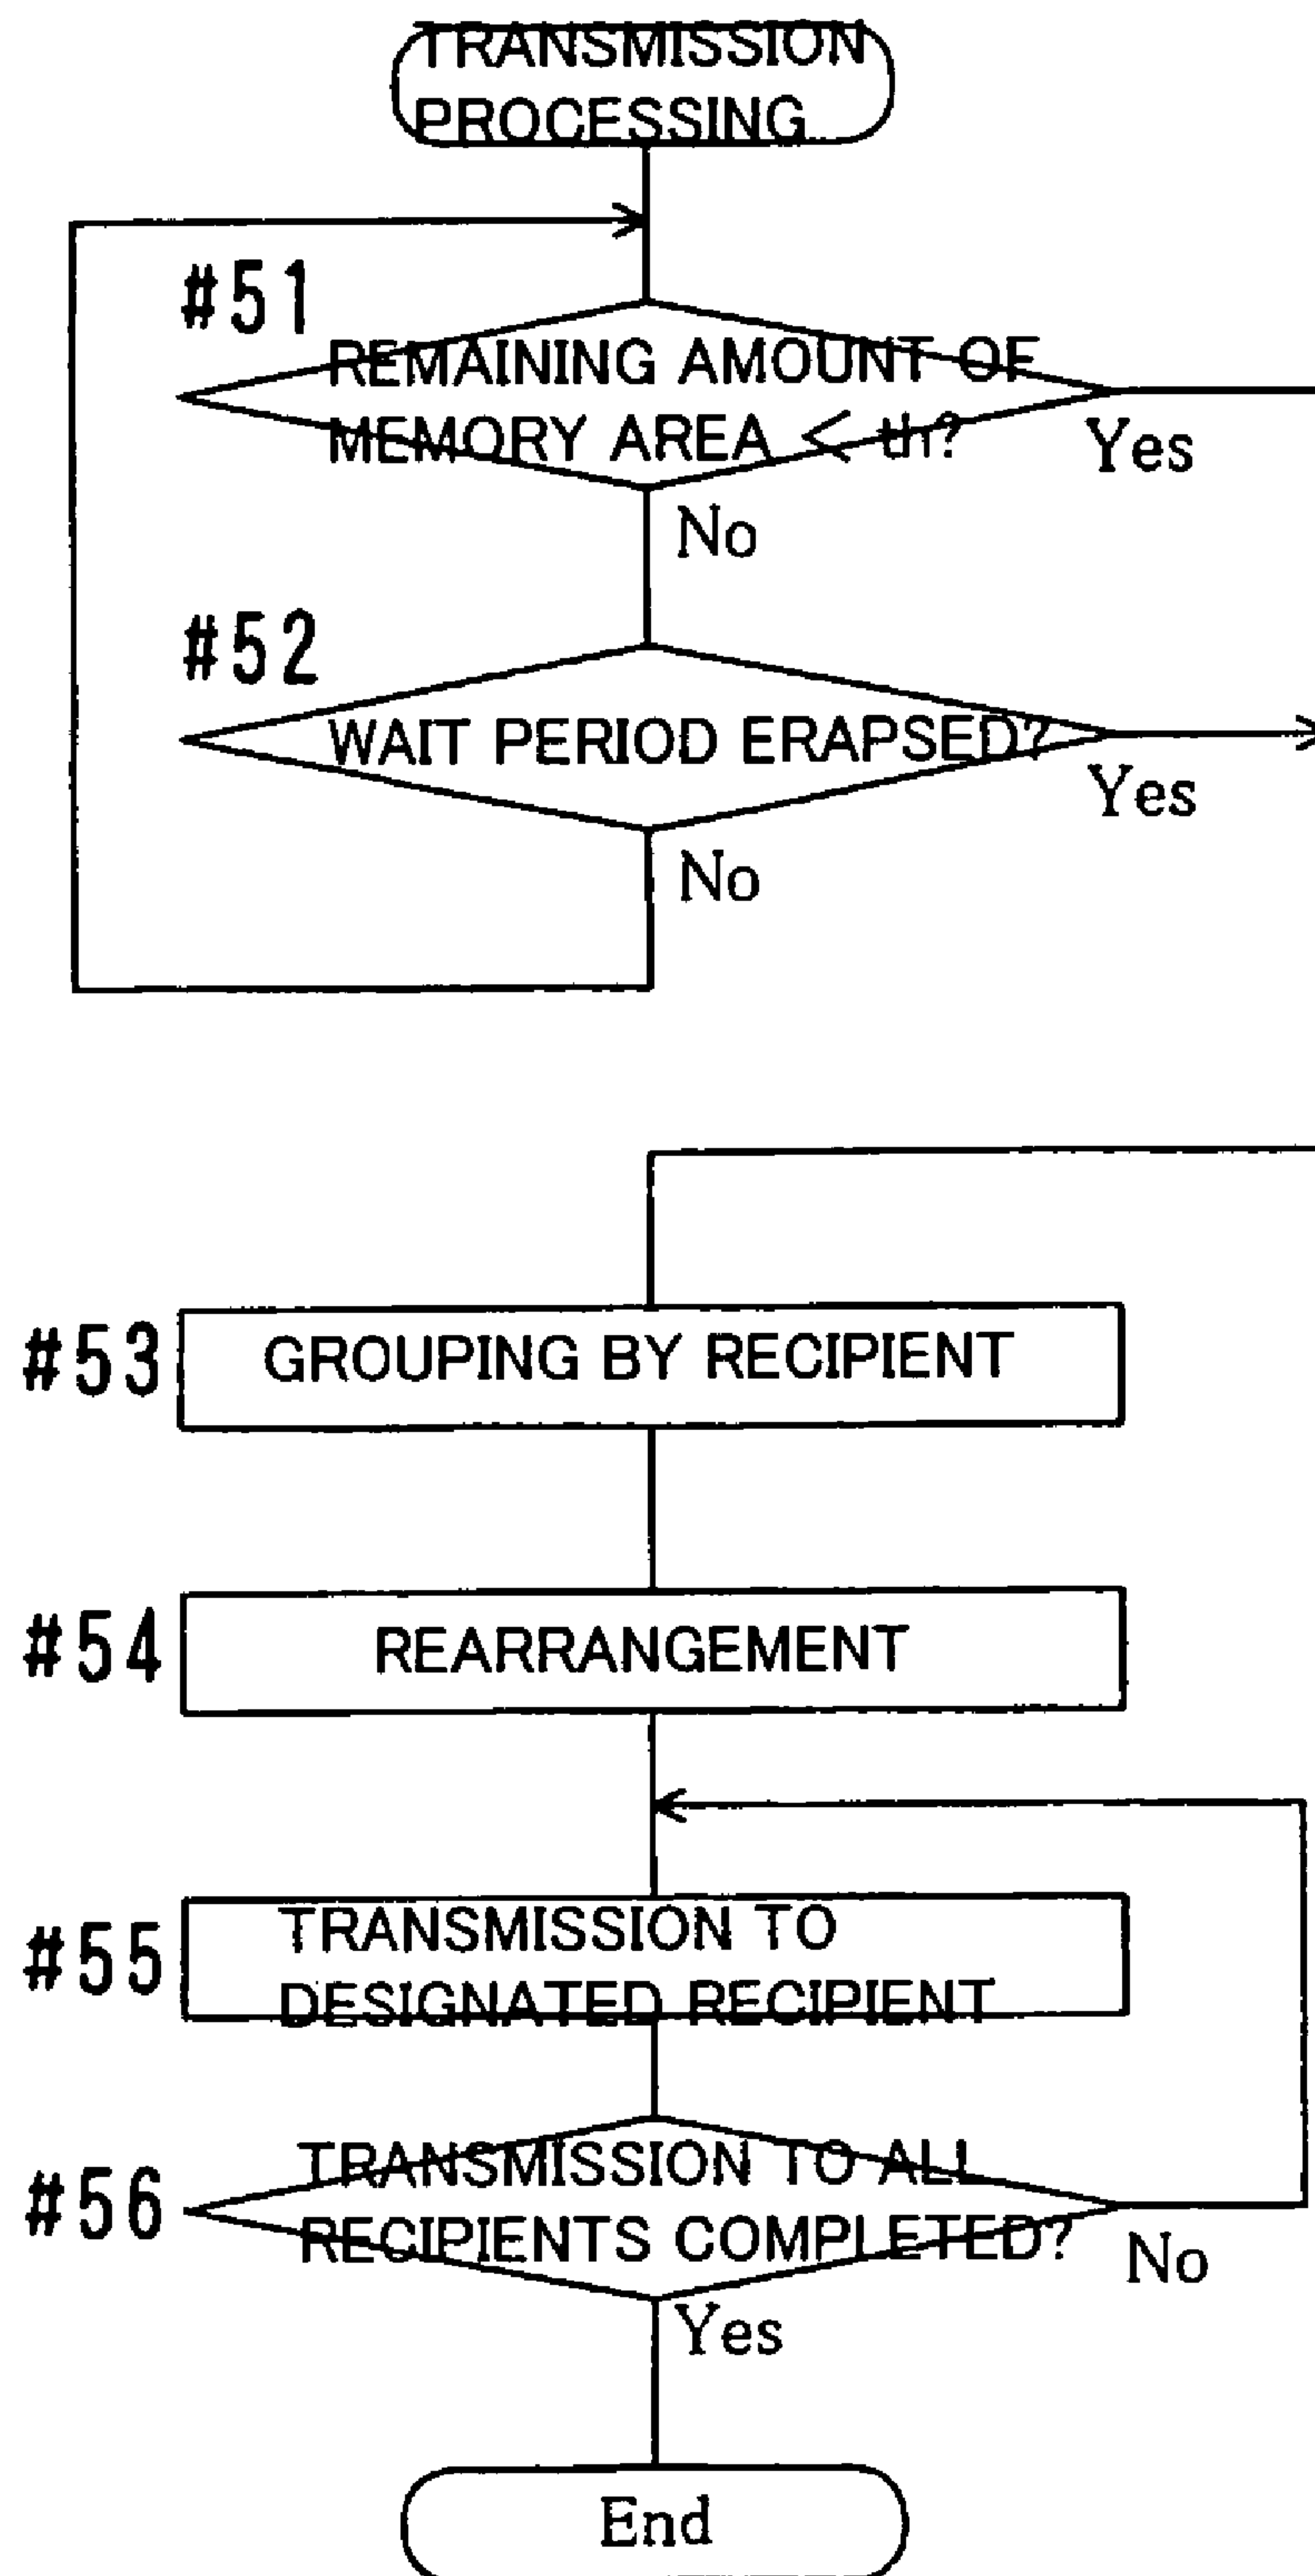 TRANSMISSION
PROCESSING
#51
REMAINING AMOUNT OF
MEMORY AREA < th?
Yes
No
#52
WAIT PERIOD ERAPSED?
Yes
No
#53
GROUPING BY RECIPIENT
#54
REARRANGEMENT
#55
TRANSMISSION TO
DESIGNATED RECIPIENT
#56
TRANSMISSION TO ALL
RECIPIENTS COMPLETED?
No
Yes
End